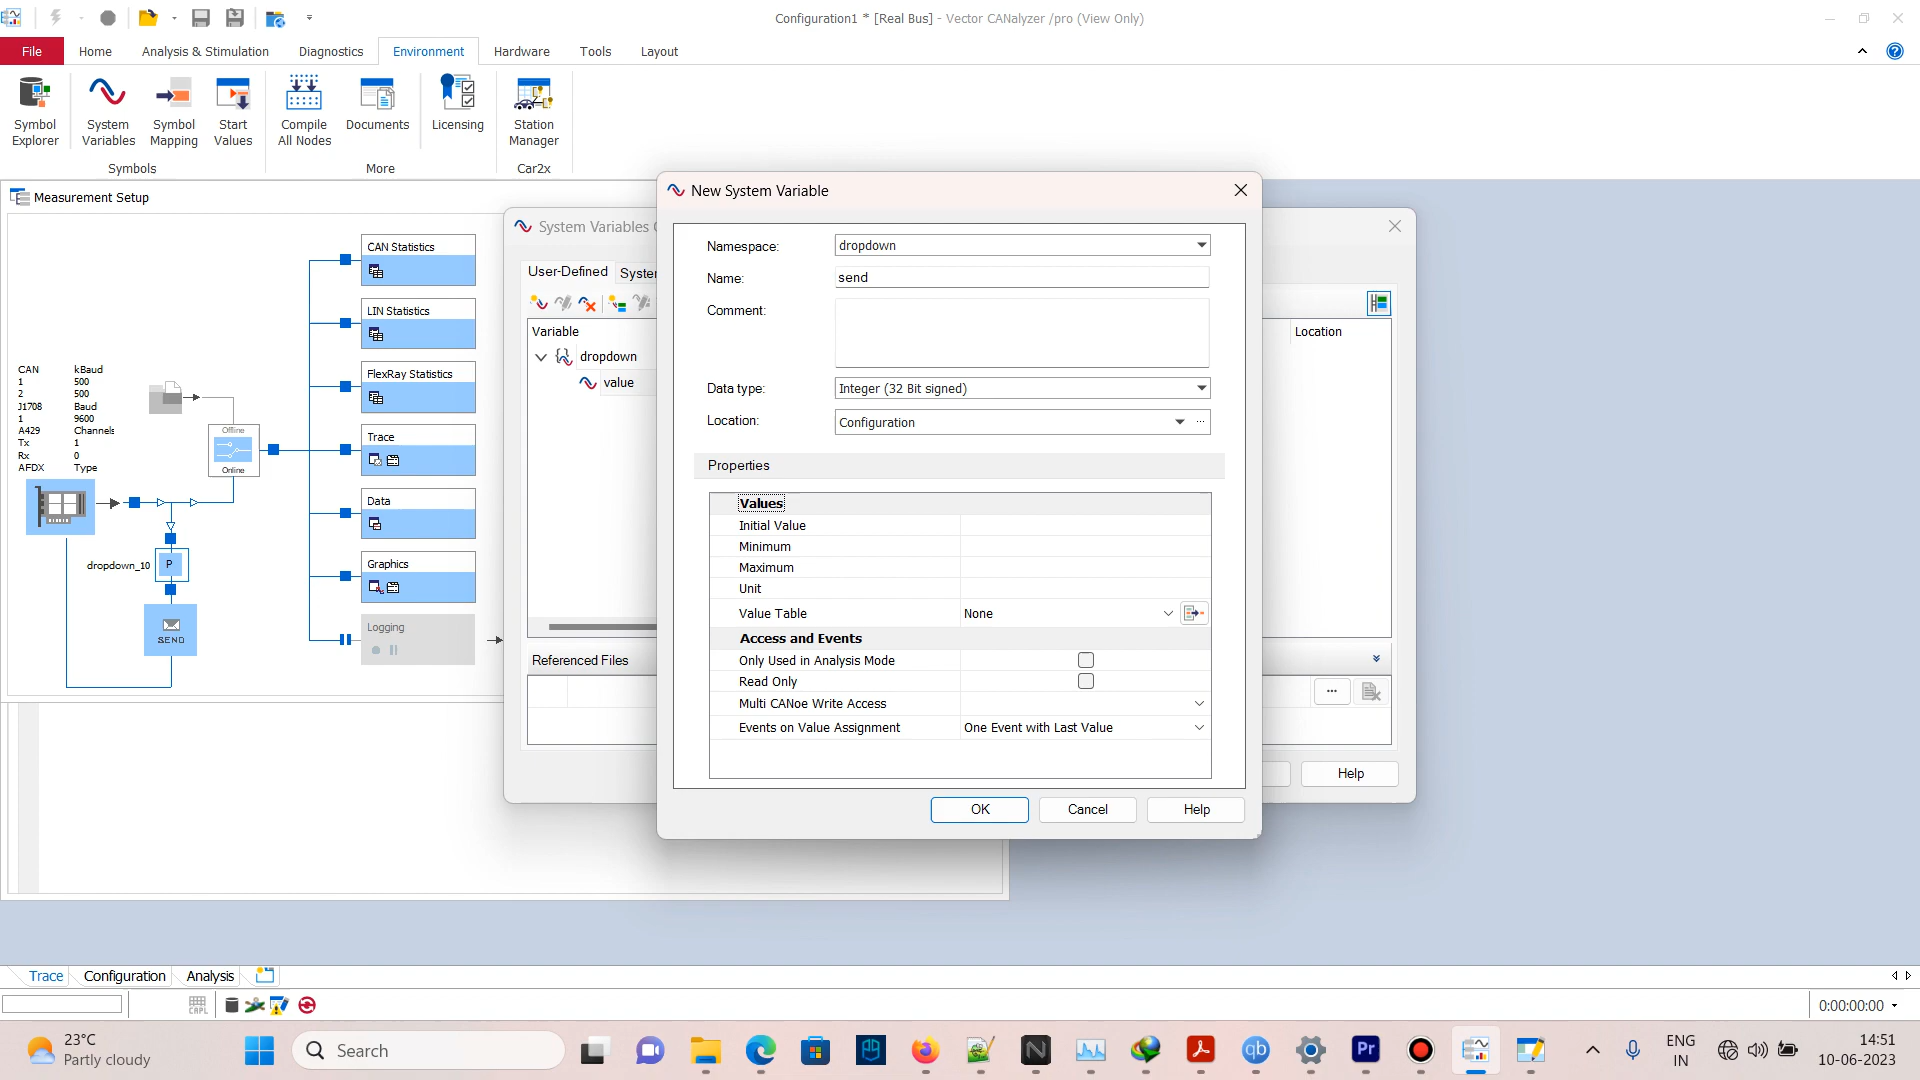 Configuration1 * [Real Bus] - Vector CANalyzer /pro (View Only)
File
Home
Analysis & Stimulation
Diagnostics
Environment
Hardware
Tools
Layout
Symbol
Explorer
System
Variables
Symbol
Mapping
Start
Values
Compile
All Nodes
Documents
Licensing
Station
Manager
Symbols
More
Car2x
Measurement Setup
CAN Statistics
LIN Statistics
FlexRay Statistics
Trace
Data
Graphics
Logging
CAN kBaud
1 500
2 500
J1708 Baud
1 9600
A429 Channels
Tx 1
Rx 0
AFDX Type
Offline
Online
dropdown_10
P
SEND
System Variables
User-Defined
System
Variable
Location
dropdown
value
Referenced Files
...
Help
New System Variable
Namespace: dropdown
Name: send
Comment:
Data type: Integer (32 Bit signed)
Location: Configuration
...
Properties
Values
Initial Value
Minimum
Maximum
Unit
Value Table None
Access and Events
Only Used in Analysis Mode
Read Only
Multi CANoe Write Access
Events on Value Assignment One Event with Last Value
OK
Cancel
Help
Trace
Configuration
Analysis
CAPL
0:00:00:00
23°C
Partly cloudy
Search
Pr
qb
N
ENG
IN
14:51
10-06-2023